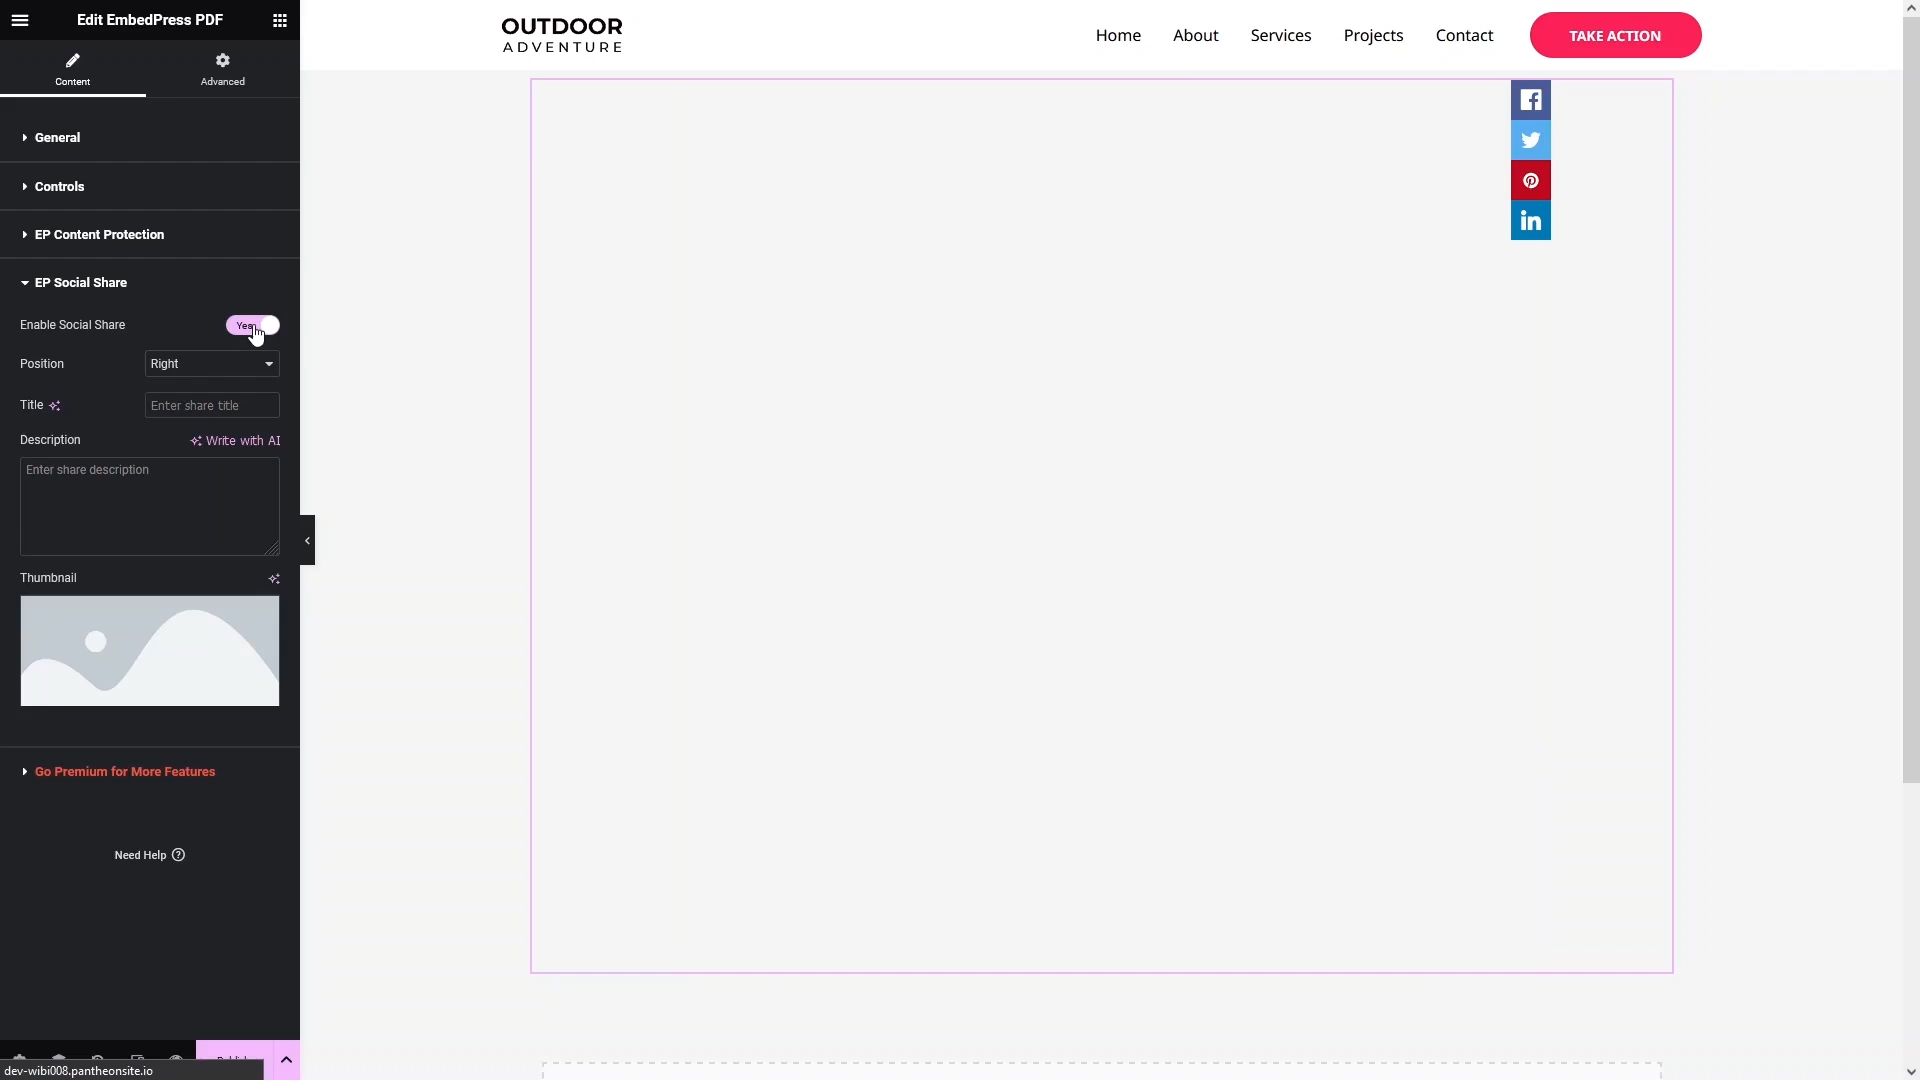 Edit EmbedPress PDF
Content
Advanced
General
Controls
EP Content Protection
EP Social Share
Enable Social Share
Yes
Position
Right
Title
Enter share title
Description
Write with AI
Enter share description
Thumbnail
Go Premium for More Features
Need Help
dev-wibi008.pantheonsite.io
OUTDOOR
ADVENTURE
Home
About
Services
Projects
Contact
TAKE ACTION